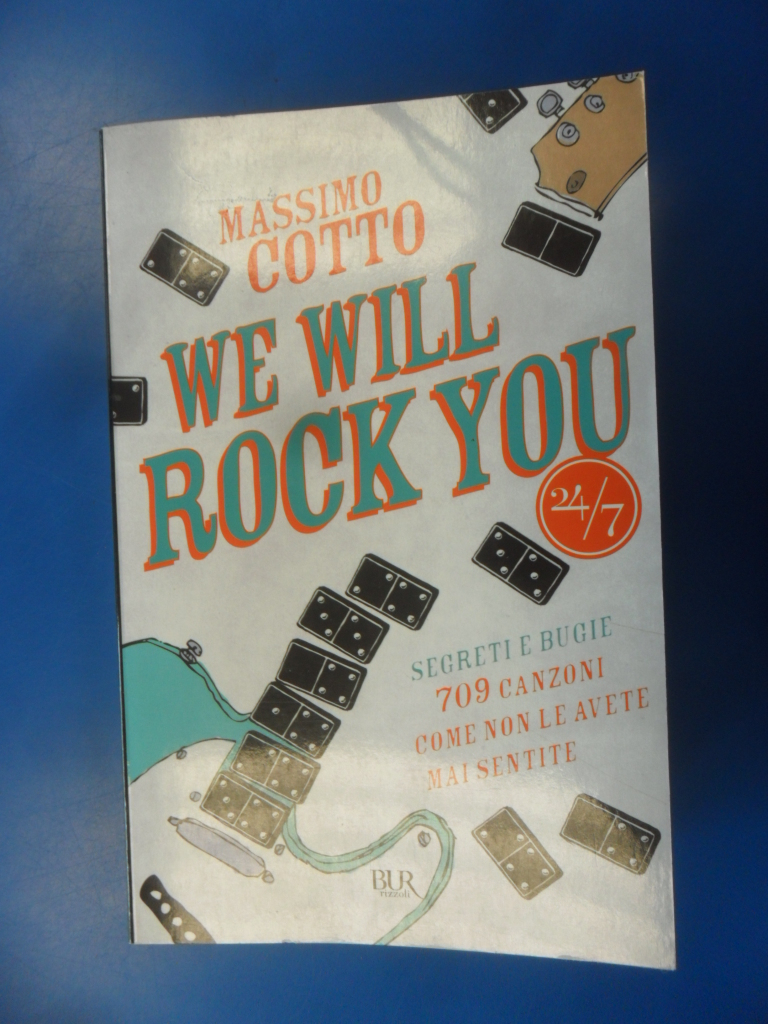 MASSIMO
COTTO
WE WILL
ROCK YOU
24/7
SEGRETI E BUGIE
709 CANZONI
COME NON LE AVETE
MAI SENTITE
BUR
rizzoli